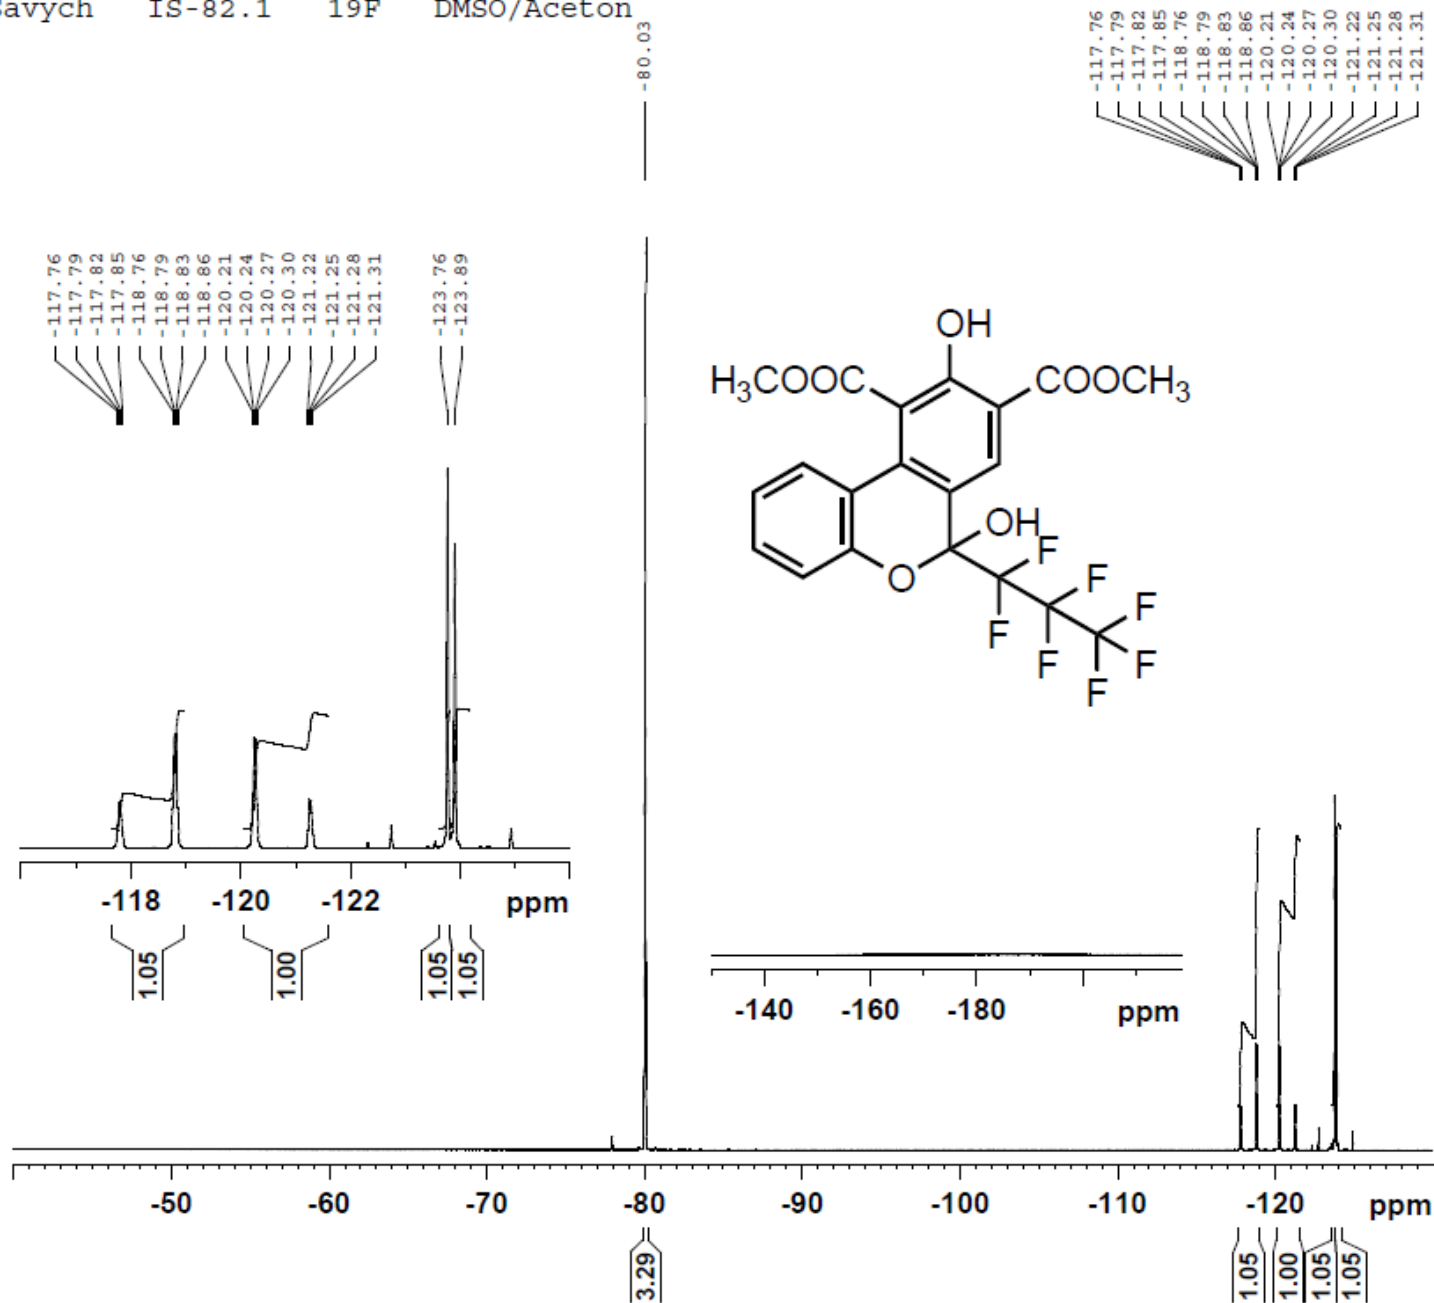 Savych IS-82.1 19F DMSO/Aceton
-80.03
-117.76
-117.79
-117.82
-117.85
-118.76
-118.79
-118.83
-118.86
-120.21
-120.24
-120.27
-120.30
-121.22
-121.25
-121.28
-121.31
-117.76
-117.79
-117.82
-117.85
-118.76
-118.79
-118.83
-118.86
-120.21
-120.24
-120.27
-120.30
-121.22
-121.25
-121.28
-121.31
-123.76
-123.89
OH
H3COOC
COOCH3
OH
O
F
F
F
F
F
F
F
-118 -120 -122 ppm
1.05 1.00 1.05 1.05
-140 -160 -180 ppm
-50 -60 -70 -80 -90 -100 -110 -120 ppm
3.29 1.05 1.00 1.05 1.05